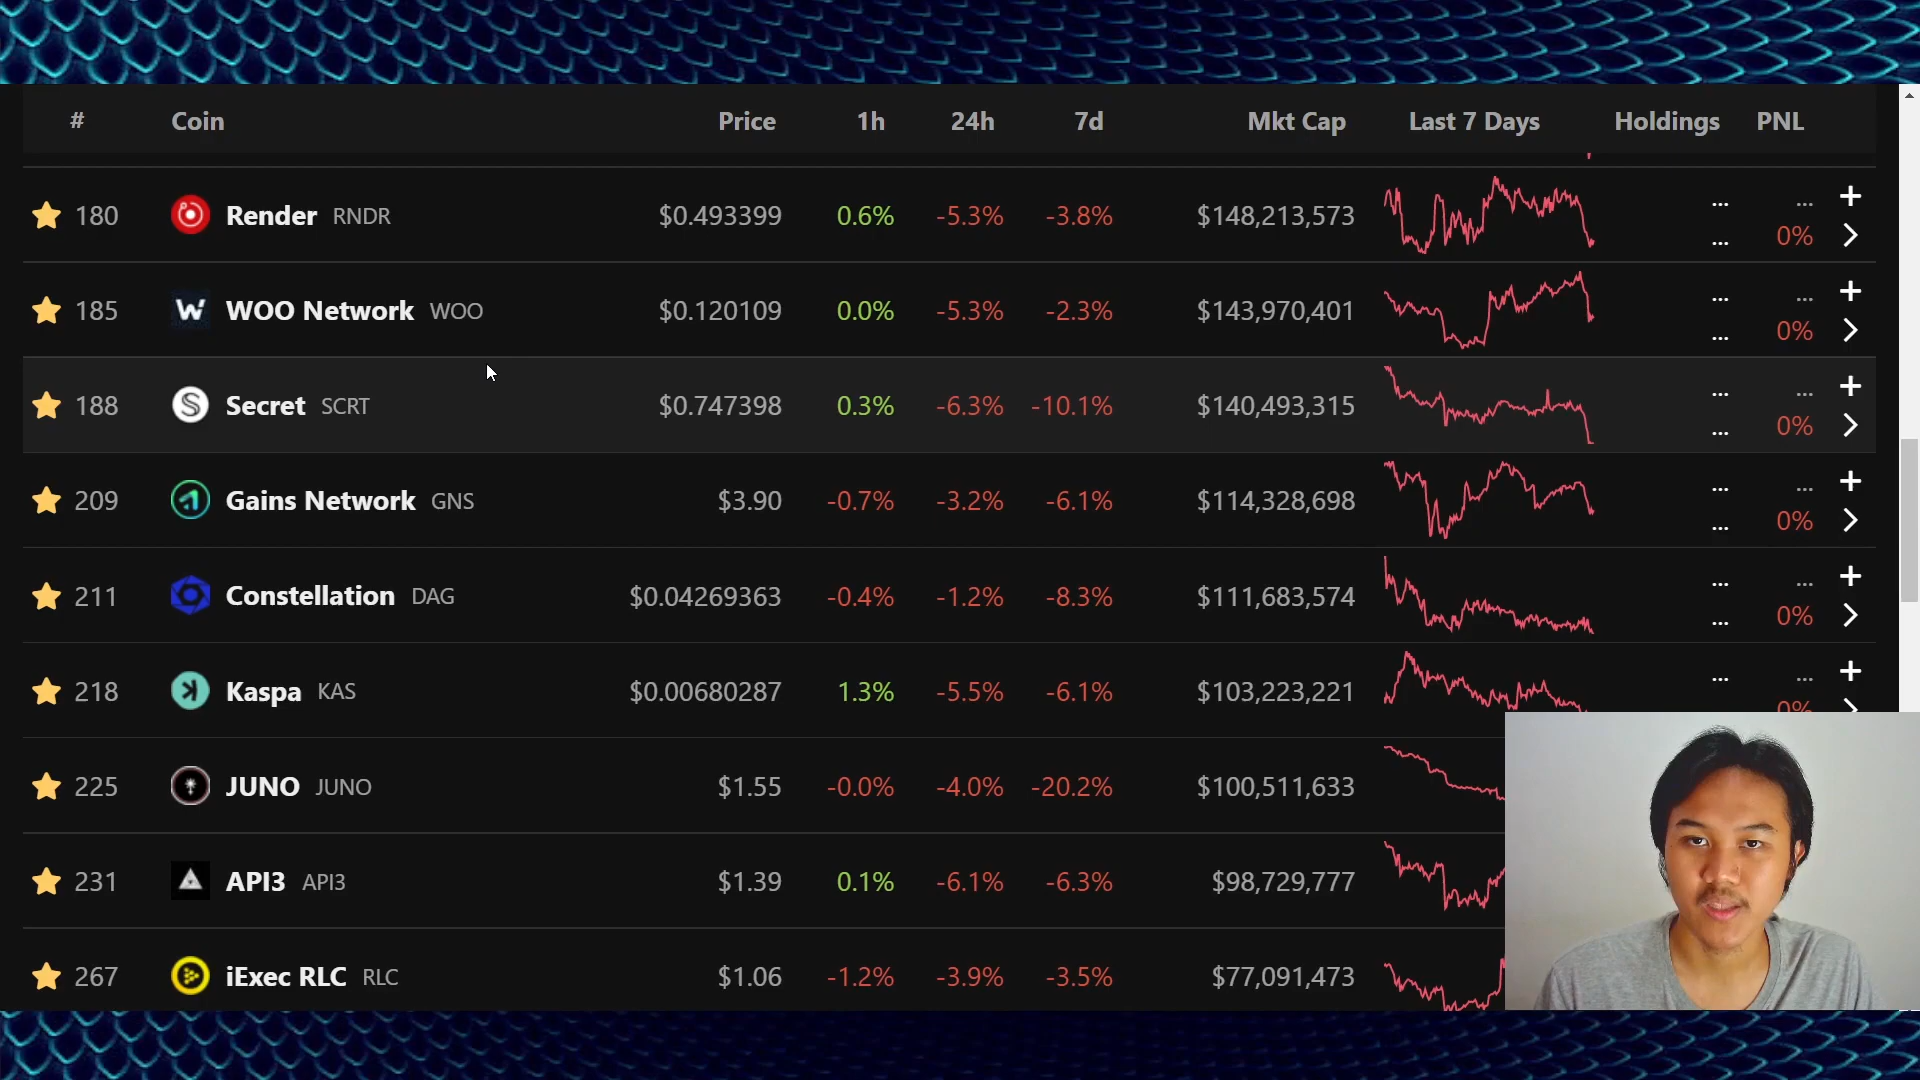 # Coin Price 1h 24h 7d Mkt Cap Last 7 Days Holdings PNL
180 Render RNDR $0.493399 0.6% -5.3% -3.8% $148,213,573 ... ... +
... 0%
185 WOO Network WOO $0.120109 0.0% -5.3% -2.3% $143,970,401 ... ... +
... 0%
188 Secret SCRT $0.747398 0.3% -6.3% -10.1% $140,493,315 ... ... +
... 0%
209 Gains Network GNS $3.90 -0.7% -3.2% -6.1% $114,328,698 ... ... +
... 0%
211 Constellation DAG $0.04269363 -0.4% -1.2% -8.3% $111,683,574 ... ... +
... 0%
218 Kaspa KAS $0.00680287 1.3% -5.5% -6.1% $103,223,221 ... ... +
0%
225 JUNO JUNO $1.55 -0.0% -4.0% -20.2% $100,511,633
231 API3 API3 $1.39 0.1% -6.1% -6.3% $98,729,777
267 iExec RLC RLC $1.06 -1.2% -3.9% -3.5% $77,091,473